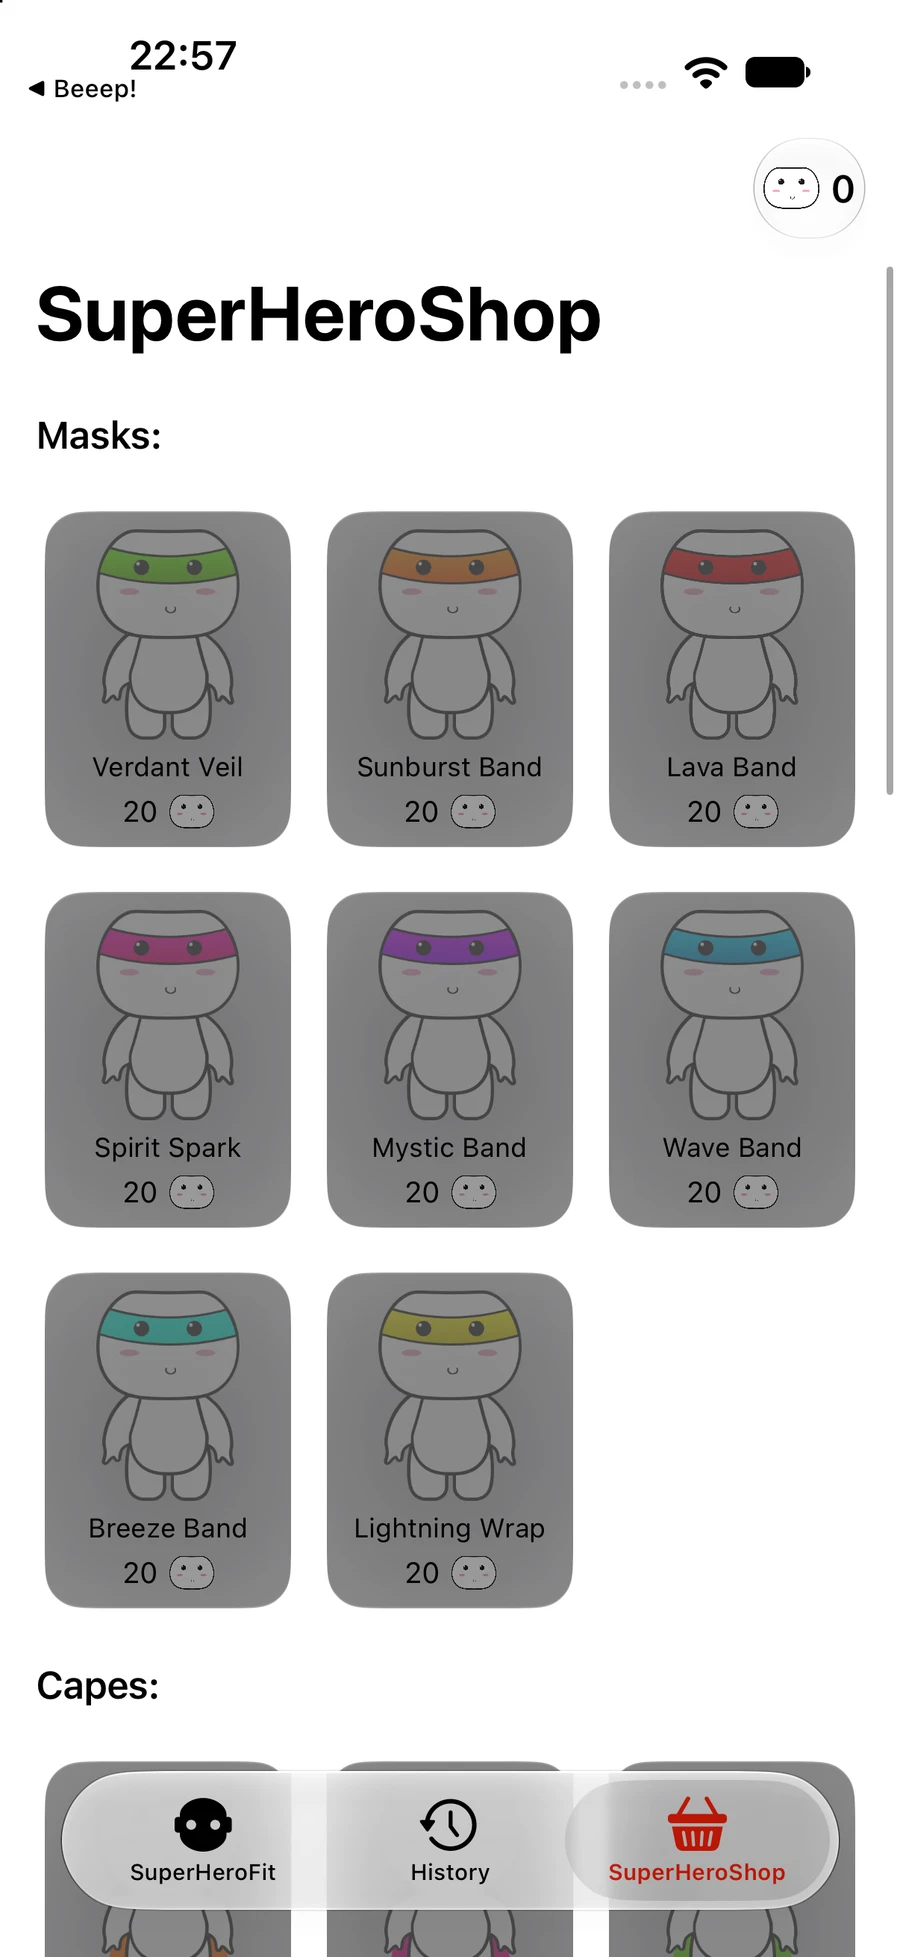 22:57
◀ Beeep!
0
SuperHeroShop
Masks:
Verdant Veil
20
Sunburst Band
20
Lava Band
20
Spirit Spark
20
Mystic Band
20
Wave Band
20
Breeze Band
20
Lightning Wrap
20
Capes:
SuperHeroFit
History
SuperHeroShop